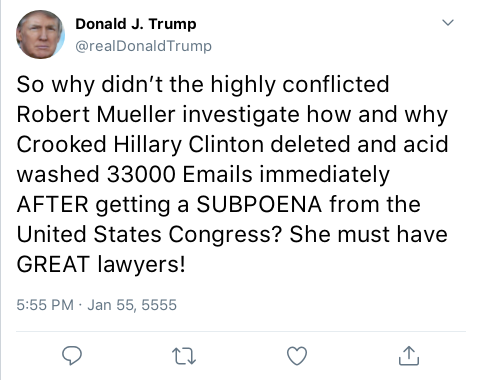 Donald J. Trump
@realDonaldTrump
So why didn’t the highly conflicted
Robert Mueller investigate how and why
Crooked Hillary Clinton deleted and acid
washed 33000 Emails immediately
AFTER getting a SUBPOENA from the
United States Congress? She must have
GREAT lawyers!
5:55 PM · Jan 55, 5555